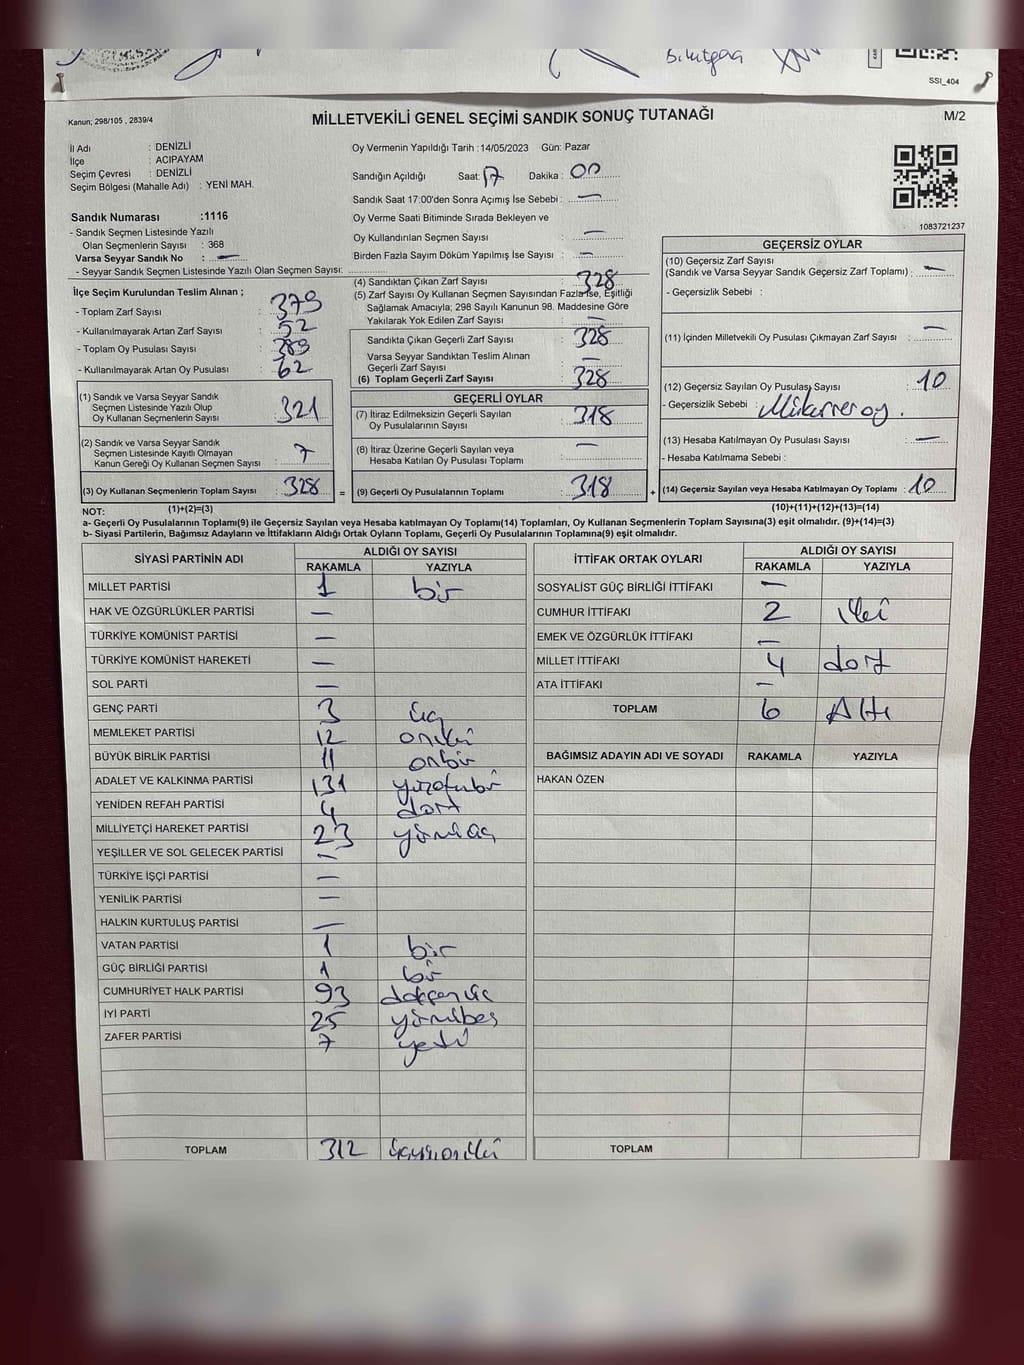 SSI_404
Kanun; 298/105 , 2839/4
MİLLETVEKİLİ GENEL SEÇİMİ SANDIK SONUÇ TUTANAĞI
M/2
İl Adı : DENİZLİ
İlçe : ACIPAYAM
Seçim Çevresi : DENİZLİ
Seçim Bölgesi (Mahalle Adı) : YENİ MAH.
Sandık Numarası :1116
- Sandık Seçmen Listesinde Yazılı
Olan Seçmenlerin Sayısı : 368
Varsa Seyyar Sandık No : —
- Seyyar Sandık Seçmen Listesinde Yazılı Olan Seçmen Sayısı:
İlçe Seçim Kurulundan Teslim Alınan ;
- Toplam Zarf Sayısı : 379
- Kullanılmayarak Artan Zarf Sayısı : 52
- Toplam Oy Pusulası Sayısı : 389
- Kullanılmayarak Artan Oy Pusulası : 62
(1) Sandık ve Varsa Seyyar Sandık
Seçmen Listesinde Yazılı Olup
Oy Kullanan Seçmenlerin Sayısı : 321
(2) Sandık ve Varsa Seyyar Sandık
Seçmen Listesinde Kayıtlı Olmayan
Kanun Gereği Oy Kullanan Seçmen Sayısı : 7
(3) Oy Kullanan Seçmenlerin Toplam Sayısı : 328
Oy Vermenin Yapıldığı Tarih :14/05/2023 Gün: Pazar
Sandığın Açıldığı Saat: 17 Dakika : 00
Sandık Saat 17:00'den Sonra Açımış İse Sebebi : —
Oy Verme Saati Bitiminde Sırada Bekleyen ve
Oy Kullandırılan Seçmen Sayısı : —
Birden Fazla Sayım Döküm Yapılmış İse Sayısı : —
(4) Sandıktan Çıkan Zarf Sayısı : 328
(5) Zarf Sayısı Oy Kullanan Seçmen Sayısından Fazla İse, Eşitliği
Sağlamak Amacıyla; 298 Sayılı Kanunun 98. Maddesine Göre
Yakılarak Yok Edilen Zarf Sayısı : —
Sandıkta Çıkan Geçerli Zarf Sayısı : 328
Varsa Seyyar Sandıktan Teslim Alınan
Geçerli Zarf Sayısı : —
(6) Toplam Geçerli Zarf Sayısı : 328
GEÇERLİ OYLAR
(7) İtiraz Edilmeksizin Geçerli Sayılan
Oy Pusulalarının Sayısı : 318
(8) İtiraz Üzerine Geçerli Sayılan veya
Hesaba Katılan Oy Pusulası Toplamı : —
= (9) Geçerli Oy Pusulalarının Toplamı : 318
1083721237
GEÇERSİZ OYLAR
(10) Geçersiz Zarf Sayısı
(Sandık ve Varsa Seyyar Sandık Geçersiz Zarf Toplamı) : —
- Geçersizlik Sebebi :
(11) İçinden Milletvekili Oy Pusulası Çıkmayan Zarf Sayısı : —
(12) Geçersiz Sayılan Oy Pusulası Sayısı : 10
- Geçersizlik Sebebi : Mükerrer oy.
(13) Hesaba Katılmayan Oy Pusulası Sayısı : —
- Hesaba Katılmama Sebebi :
+ (14) Geçersiz Sayılan veya Hesaba Katılmayan Oy Toplamı : 10
NOT: (1)+(2)=(3) (10)+(11)+(12)+(13)=(14)
a- Geçerli Oy Pusulalarının Toplamı(9) ile Geçersiz Sayılan veya Hesaba katılmayan Oy Toplamı(14) Toplamları, Oy Kullanan Seçmenlerin Toplam Sayısına(3) eşit olmalıdır. (9)+(14)=(3)
b- Siyasi Partilerin, Bağımsız Adayların ve İttifakların Aldığı Ortak Oyların Toplamı, Geçerli Oy Pusulalarının Toplamına(9) eşit olmalıdır.
SİYASİ PARTİNİN ADI ALDIĞI OY SAYISI
RAKAMLA YAZIYLA
MİLLET PARTİSİ 1 bir
HAK VE ÖZGÜRLÜKLER PARTİSİ —
TÜRKİYE KOMÜNİST PARTİSİ —
TÜRKİYE KOMÜNİST HAREKETİ —
SOL PARTİ —
GENÇ PARTİ 3 üç
MEMLEKET PARTİSİ 12 oniki
BÜYÜK BİRLİK PARTİSİ 11 onbir
ADALET VE KALKINMA PARTİSİ 131 yüzotuzbir
YENİDEN REFAH PARTİSİ 4 dört
MİLLİYETÇİ HAREKET PARTİSİ 23 yirmiüç
YEŞİLLER VE SOL GELECEK PARTİSİ —
TÜRKİYE İŞÇİ PARTİSİ —
YENİLİK PARTİSİ —
HALKIN KURTULUŞ PARTİSİ —
VATAN PARTİSİ 1 bir
GÜÇ BİRLİĞİ PARTİSİ 1 bir
CUMHURİYET HALK PARTİSİ 93 doksanüç
İYİ PARTİ 25 yirmibeş
ZAFER PARTİSİ 7 yedi
TOPLAM 312 üçyüzoniki
İTTİFAK ORTAK OYLARI ALDIĞI OY SAYISI
RAKAMLA YAZIYLA
SOSYALİST GÜÇ BİRLİĞİ İTTİFAKI —
CUMHUR İTTİFAKI 2 iki
EMEK VE ÖZGÜRLÜK İTTİFAKI —
MİLLET İTTİFAKI 4 dört
ATA İTTİFAKI —
TOPLAM 6 Altı
BAĞIMSIZ ADAYIN ADI VE SOYADI RAKAMLA YAZIYLA
HAKAN ÖZEN
TOPLAM